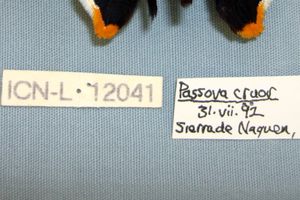 ICN-L · 12041
Passova cruor
31.vii.92
Sierra de Naquen,